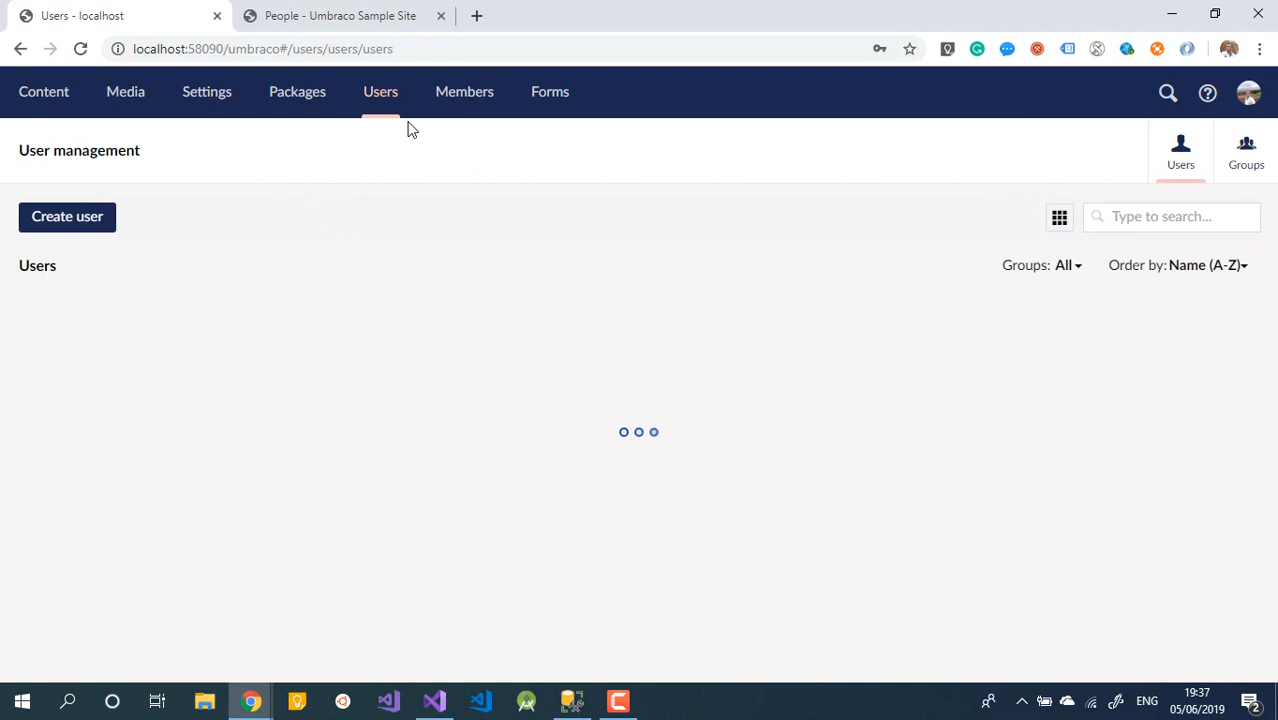 Users - localhost
People - Umbraco Sample Site
localhost:58090/umbraco#/users/users/users
Content Media Settings Packages Users Members Forms
User management
Users
Groups
Create user
Type to search...
Users
Groups: All
Order by: Name (A-Z)
ENG
19:37
05/06/2019
2